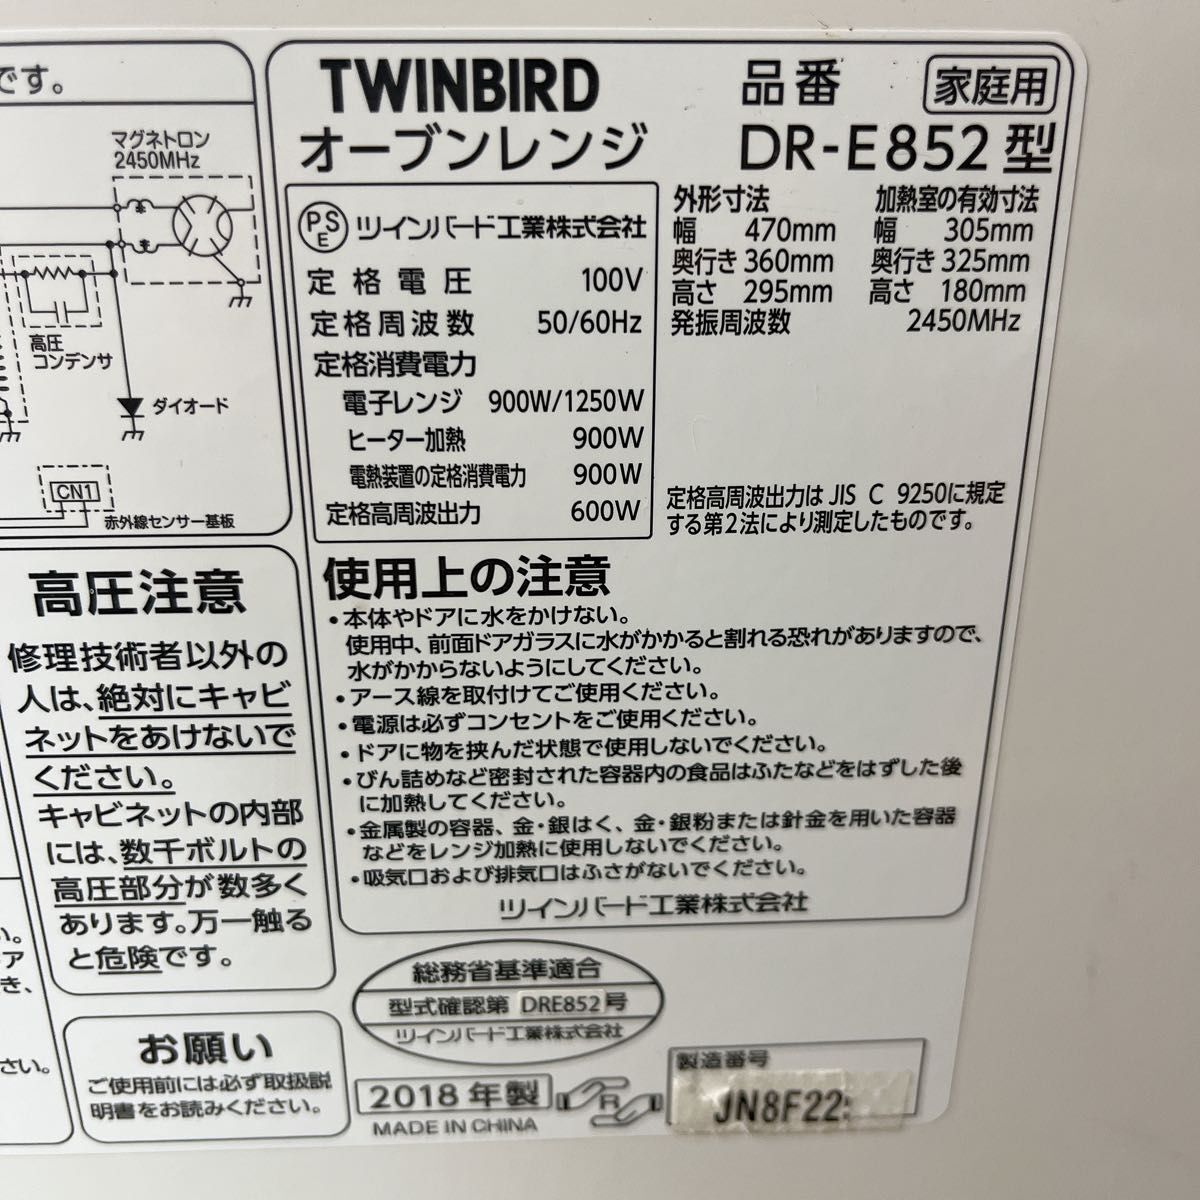 です。
マグネトロン
2450MHz
高圧
コンデンサ
ダイオード
CN1
赤外線センサー基板
高圧注意
修理技術者以外の
人は、絶対にキャビ
ネットをあけないで
ください。
キャビネットの内部
には、数千ボルトの
高圧部分が数多く
あります。万一触る
と危険です。
い。
ア
き、
さい。
お願い
ご使用前には必ず取扱説
明書をお読みください。
TWINBIRD
オーブンレンジ
品番 家庭用
DR-E852型
PSE ツインバード工業株式会社
定格電圧 100V
定格周波数 50/60Hz
定格消費電力
電子レンジ 900W/1250W
ヒーター加熱 900W
電熱装置の定格消費電力 900W
定格高周波出力 600W
外形寸法 加熱室の有効寸法
幅 470mm 幅 305mm
奥行き 360mm 奥行き 325mm
高さ 295mm 高さ 180mm
発振周波数 2450MHz
定格高周波出力は JIS C 9250に規定
する第2法により測定したものです。
使用上の注意
・本体やドアに水をかけない。
使用中、前面ドアガラスに水がかかると割れる恐れがありますので、
水がかからないようにしてください。
・アース線を取付けてご使用ください。
・電源は必ずコンセントをご使用ください。
・ドアに物を挟んだ状態で使用しないでください。
・びん詰めなど密封された容器内の食品はふたなどをはずした後
に加熱してください。
・金属製の容器、金・銀はく、金・銀粉または針金を用いた容器
などをレンジ加熱に使用しないでください。
・吸気口および排気口はふさがないでください。
ツインバード工業株式会社
総務省基準適合
型式確認第 DRE852号
ツインバード工業株式会社
2018年製
MADE IN CHINA
R
製造番号
JN8F22